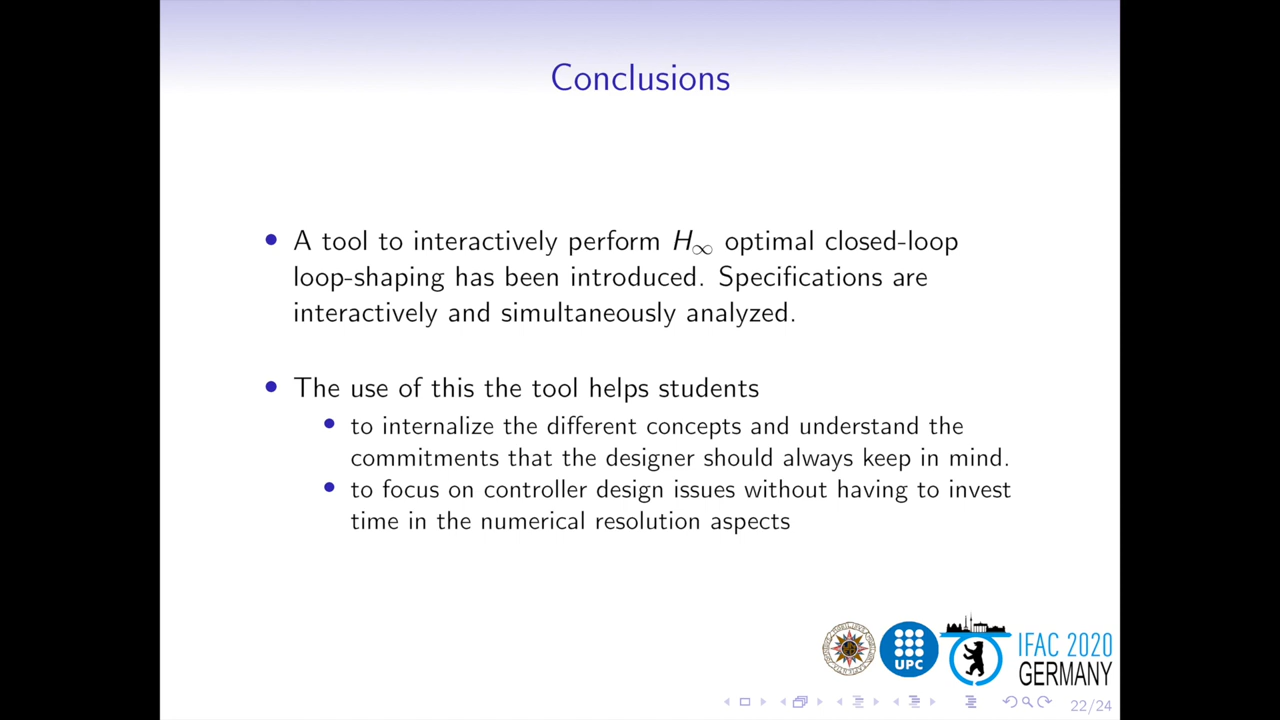 Conclusions
A tool to interactively perform H∞ optimal closed-loop
loop-shaping has been introduced. Specifications are
interactively and simultaneously analyzed.
The use of this the tool helps students
to internalize the different concepts and understand the
commitments that the designer should always keep in mind.
to focus on controller design issues without having to invest
time in the numerical resolution aspects
UPC
IFAC 2020
GERMANY
22/24